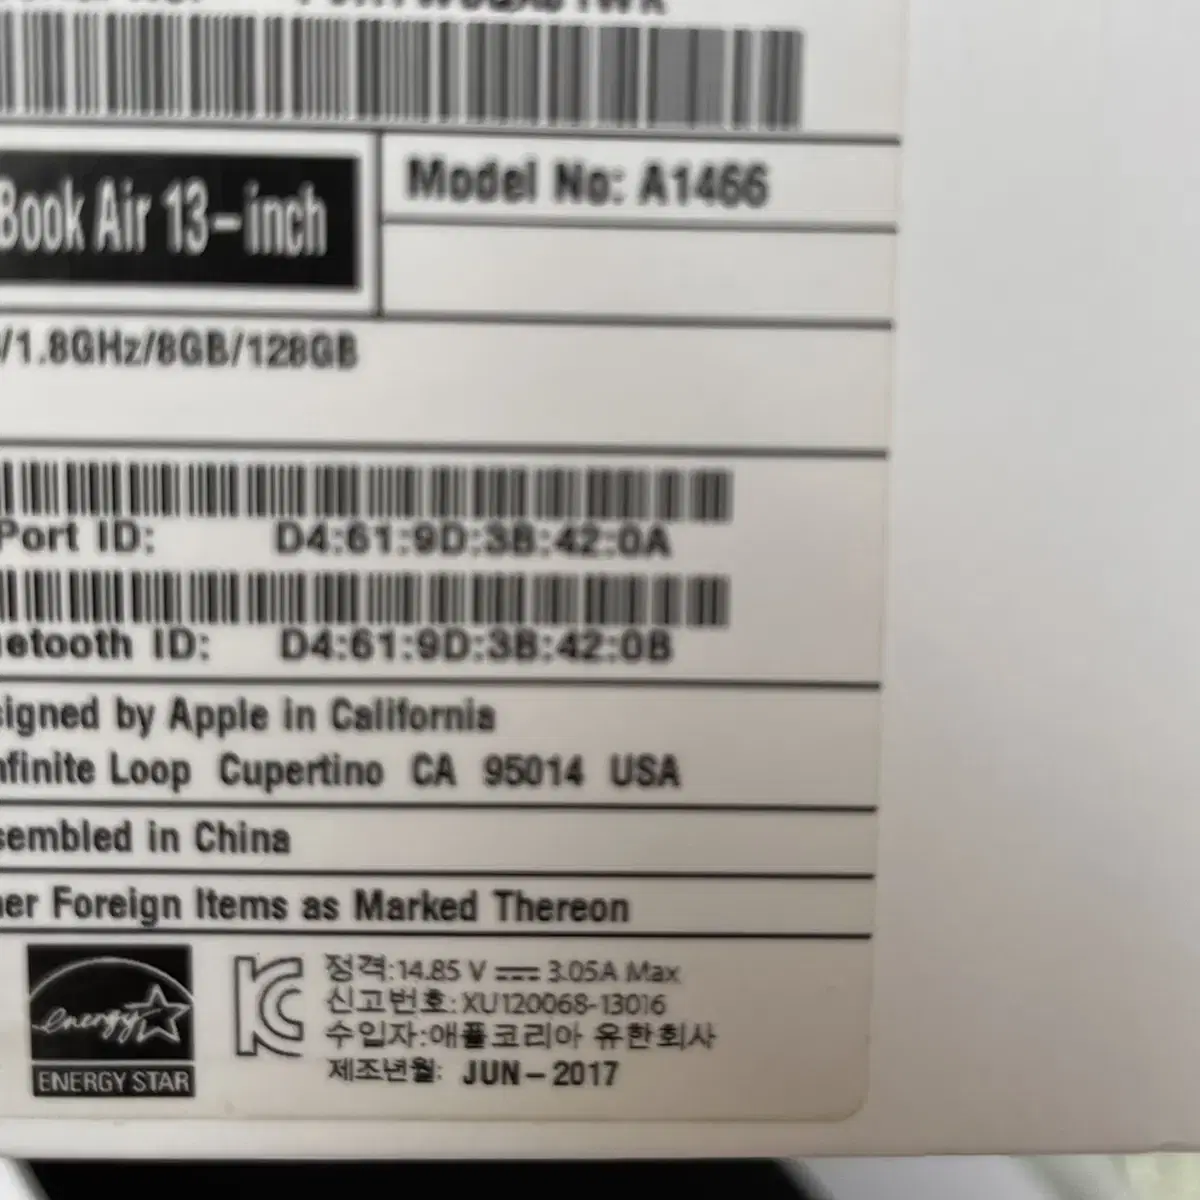 Book Air 13-inch
Model No: A1466
/1.8GHz/8GB/128GB
Port ID: D4:61:9D:3B:42:0A
etooth ID: D4:61:9D:3B:42:0B
signed by Apple in California
nfinite Loop Cupertino CA 95014 USA
sembled in China
er Foreign Items as Marked Thereon
energy
ENERGY STAR
정격:14.85 V 3.05A Max
신고번호:XU120068-13016
수입자:애플코리아 유한회사
제조년월: JUN-2017